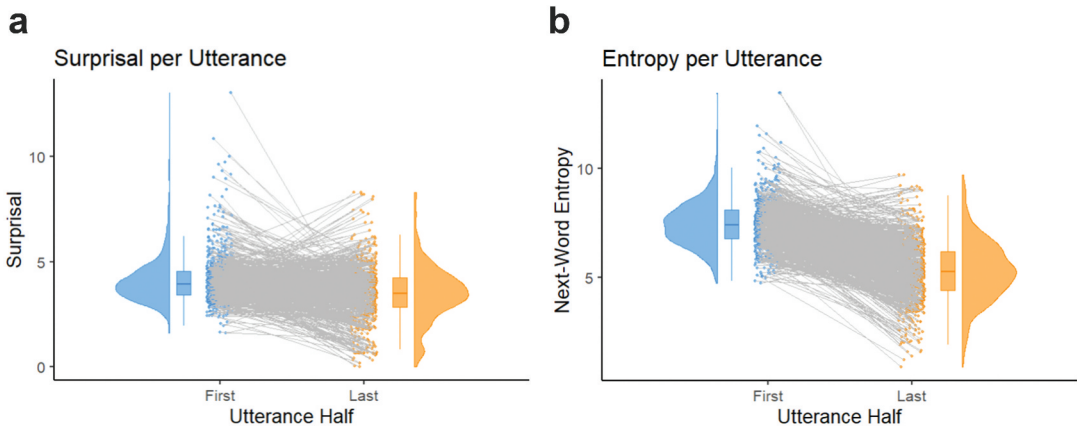 a
Surprisal per Utterance
Surprisal
10
5
0
First
Last
Utterance Half
b
Entropy per Utterance
Next-Word Entropy
10
5
First
Last
Utterance Half